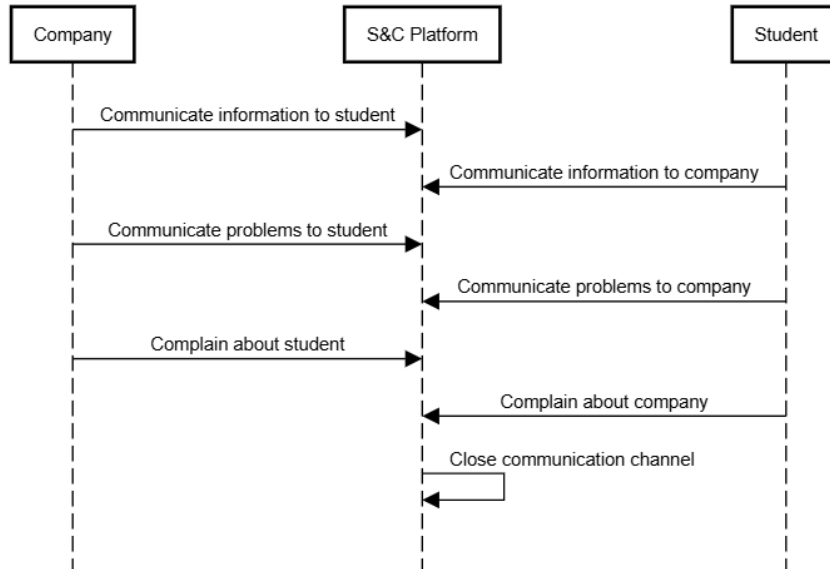 Company
S&C Platform
Student
Communicate information to student
Communicate information to company
Communicate problems to student
Communicate problems to company
Complain about student
Complain about company
Close communication channel